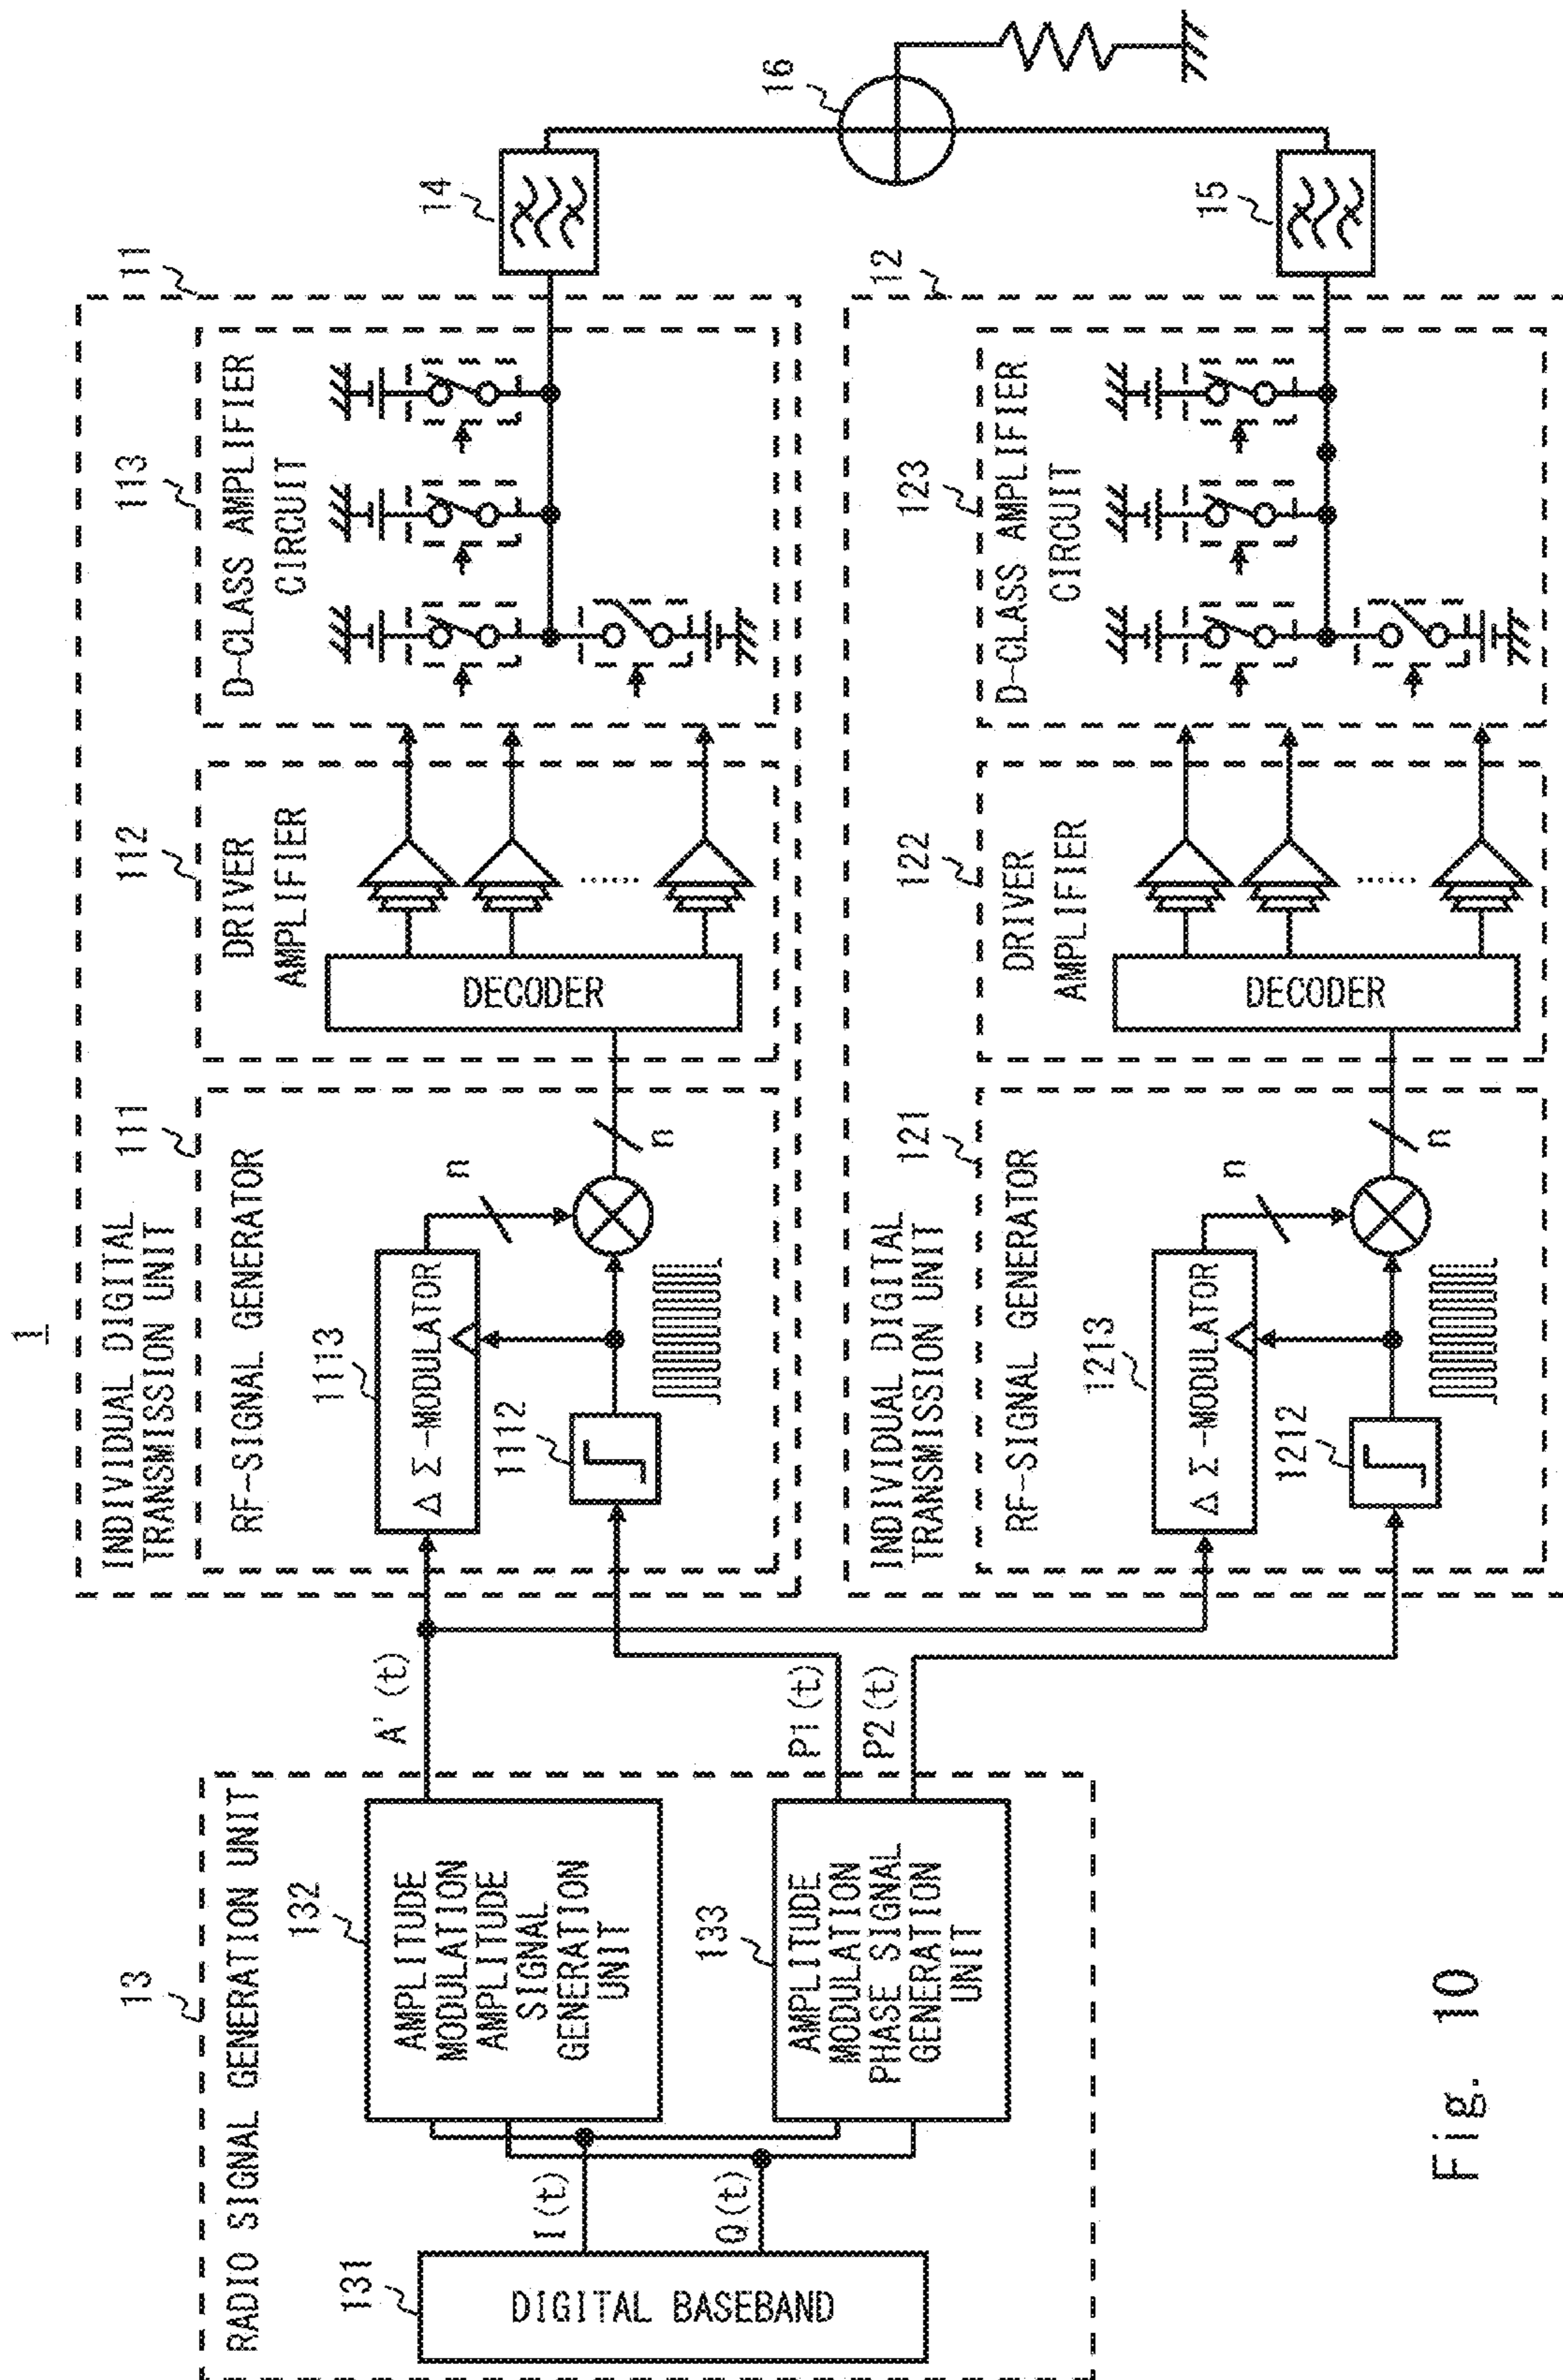 1
13
RADIO SIGNAL GENERATION UNIT
131
DIGITAL BASEBAND
I(t)
Q(t)
132
AMPLITUDE
MODULATION
AMPLITUDE
SIGNAL
GENERATION
UNIT
133
AMPLITUDE
MODULATION
PHASE SIGNAL
GENERATION
UNIT
A'(t)
P1(t)
P2(t)
11
INDIVIDUAL DIGITAL
TRANSMISSION UNIT
111
RF-SIGNAL GENERATOR
1113
ΔΣ-MODULATOR
1112
n
n
112
DRIVER
AMPLIFIER
DECODER
113
D-CLASS AMPLIFIER
CIRCUIT
14
12
INDIVIDUAL DIGITAL
TRANSMISSION UNIT
121
RF-SIGNAL GENERATOR
1213
ΔΣ-MODULATOR
1212
n
n
122
DRIVER
AMPLIFIER
DECODER
123
D-CLASS AMPLIFIER
CIRCUIT
15
16
Fig. 10